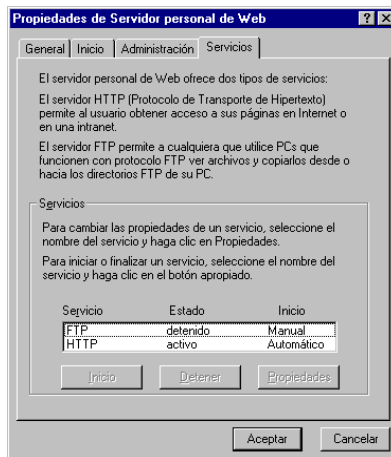 Propiedades de Servidor personal de Web
General Inicio Administración Servicios
El servidor personal de Web ofrece dos tipos de servicios:
El servidor HTTP (Protocolo de Transporte de Hipertexto)
permite al usuario obtener acceso a sus páginas en Internet o
en una intranet.
El servidor FTP permite a cualquiera que utilice PCs que
funcionen con protocolo FTP ver archivos y copiarlos desde o
hacia los directorios FTP de su PC.
Servicios
Para cambiar las propiedades de un servicio, seleccione el
nombre del servicio y haga clic en Propiedades.
Para iniciar o finalizar un servicio, seleccione el nombre del
servicio y haga clic en el botón apropiado.
Servicio Estado Inicio
FTP detenido Manual
HTTP activo Automático
Inicio Detener Propiedades
Aceptar Cancelar